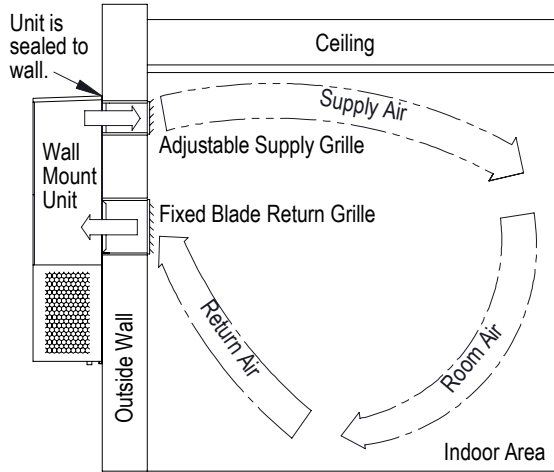 Unit is
sealed to
wall.
Ceiling
Supply Air
Adjustable Supply Grille
Wall
Mount
Unit
Fixed Blade Return Grille
Return Air
Room Air
Outside Wall
Indoor Area